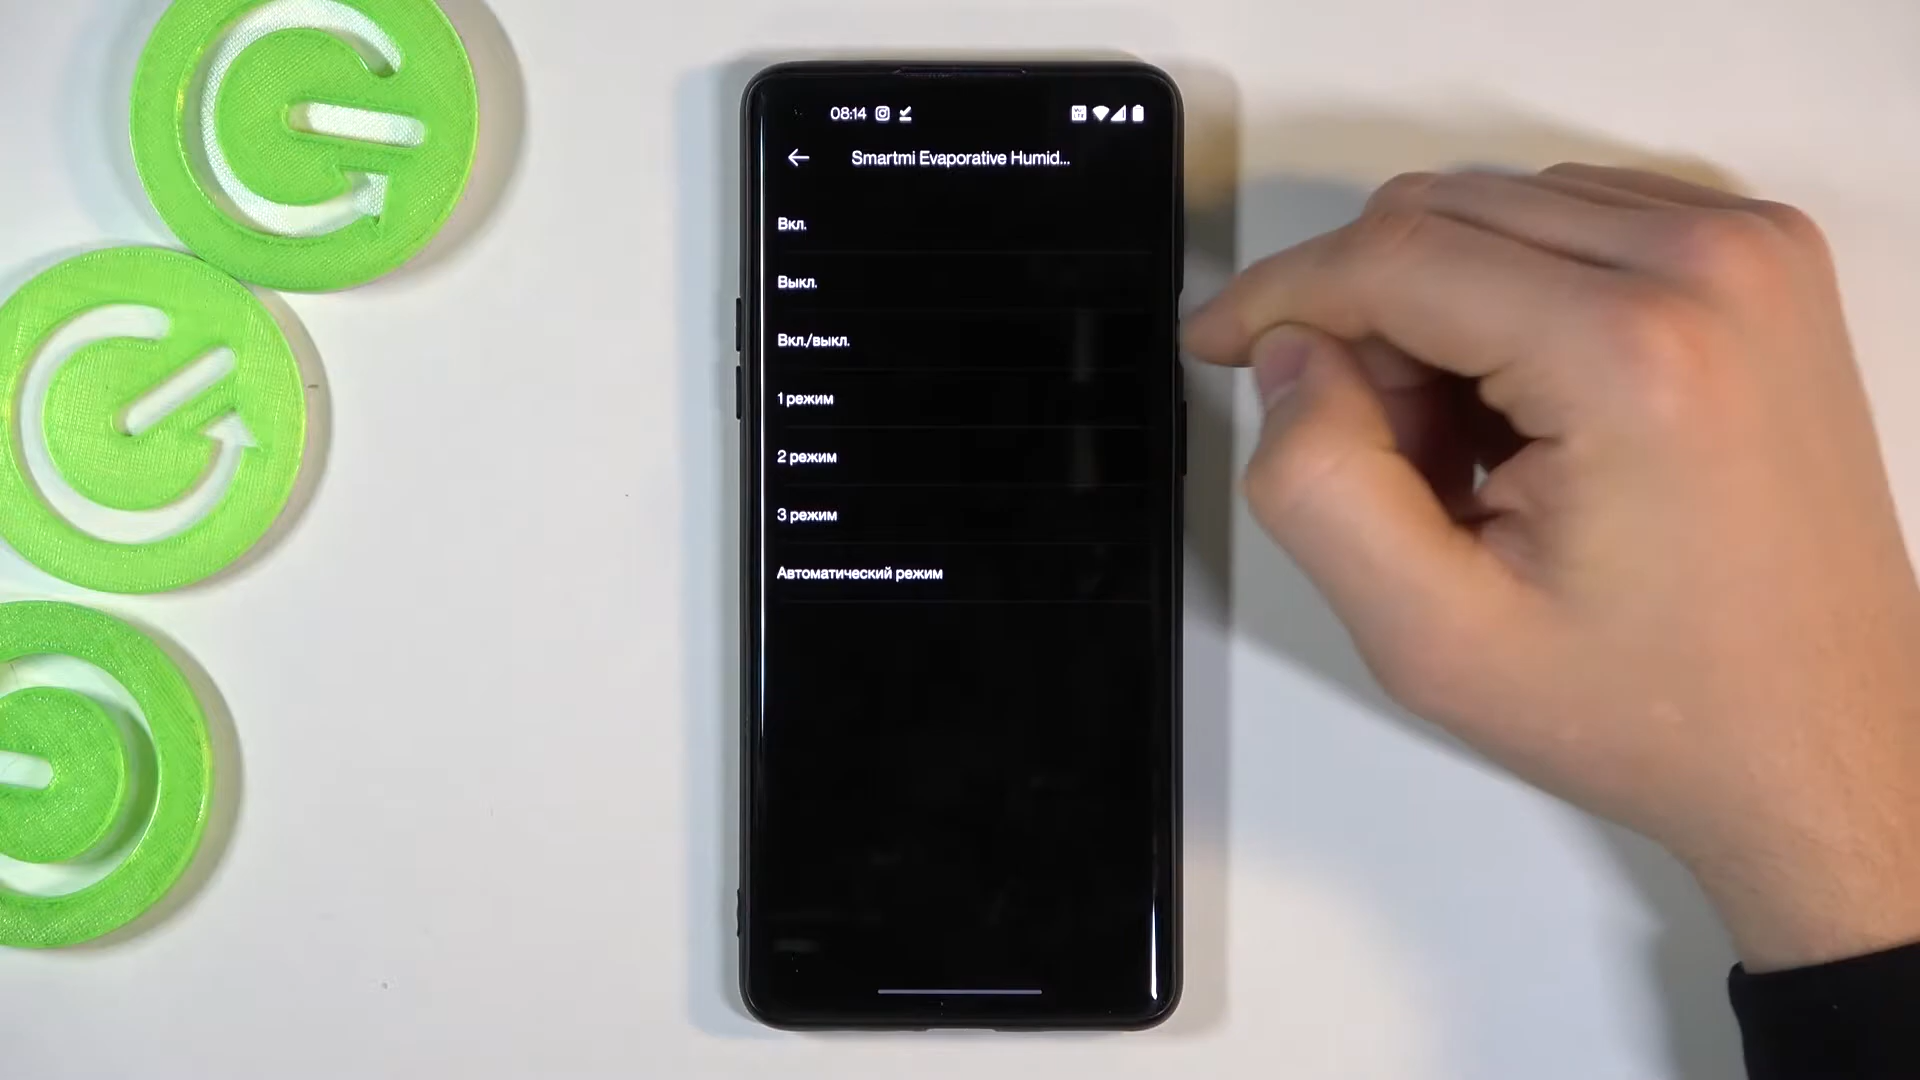 08:14
Smartmi Evaporative Humid...
Вкл.
Выкл.
Вкл./выкл.
1 режим
2 режим
3 режим
Автоматический режим